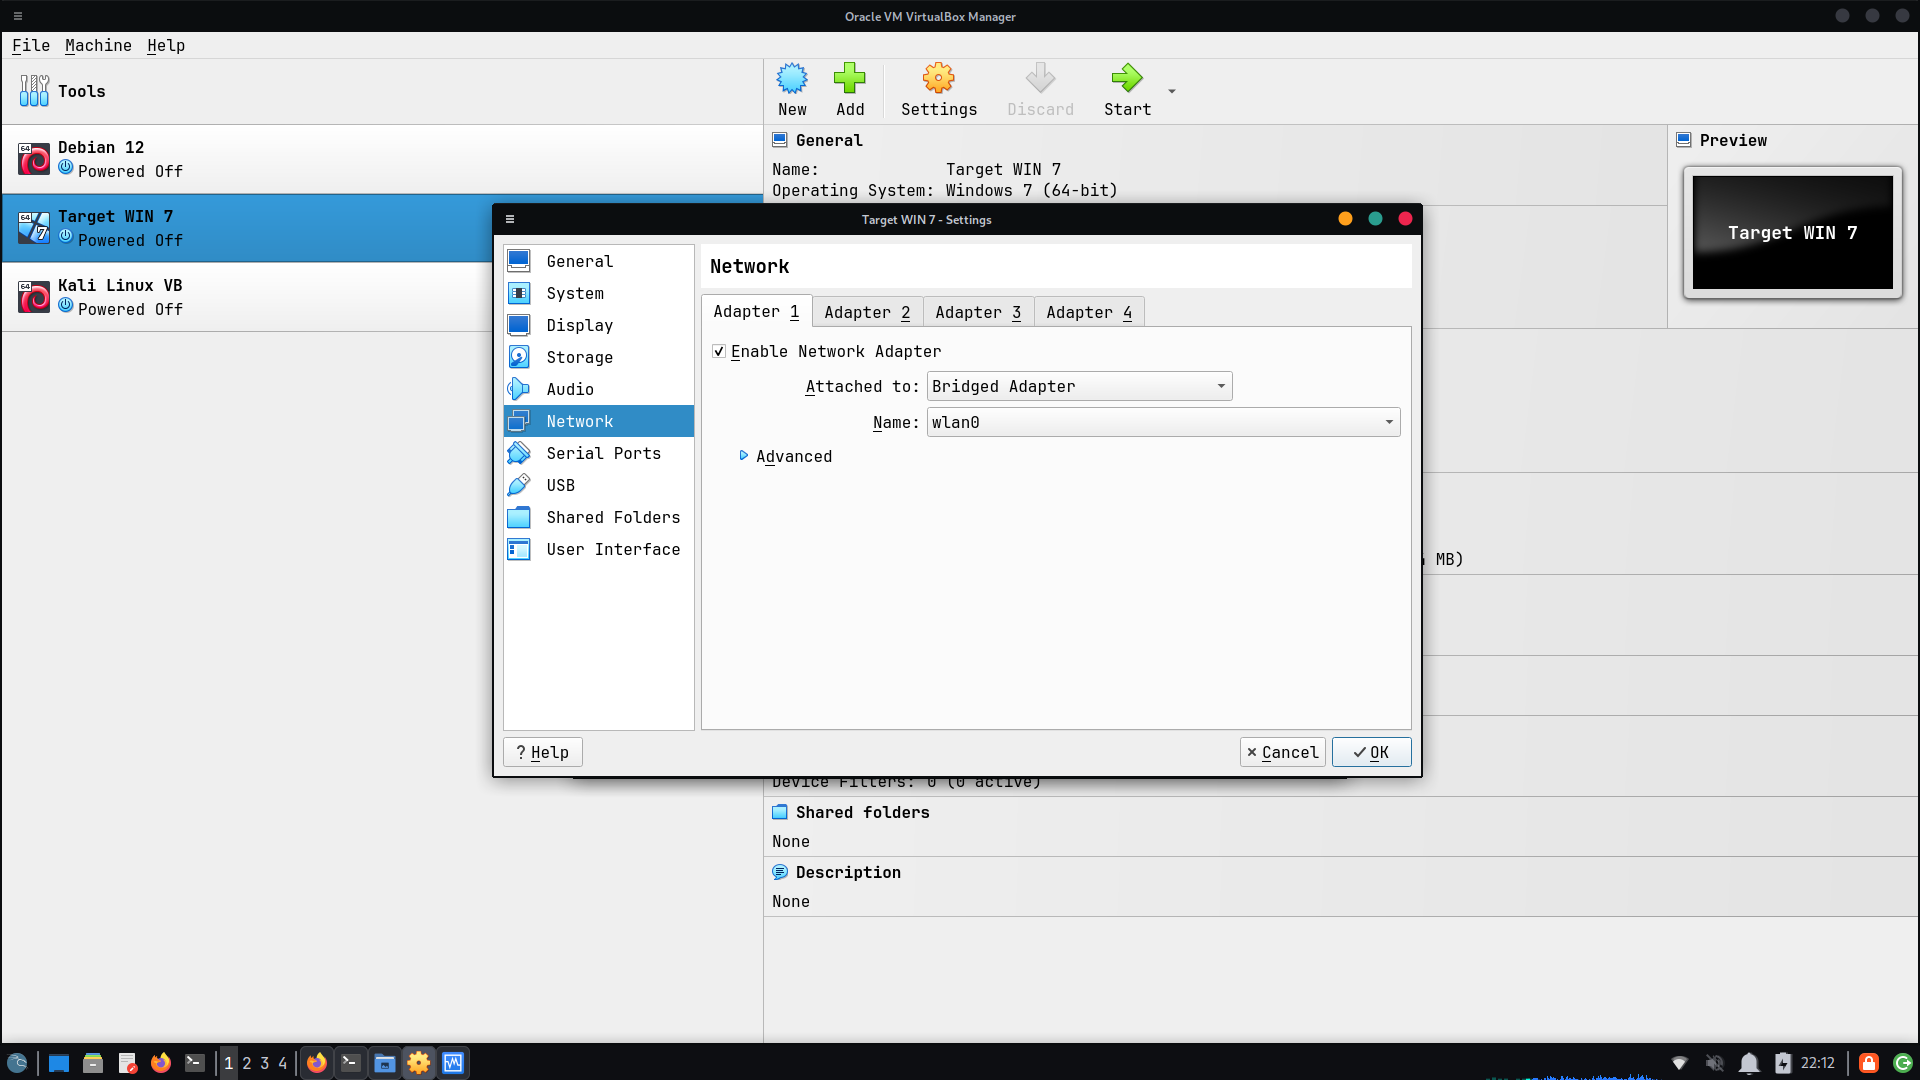 Oracle VM VirtualBox Manager
File Machine Help
Tools
New
Add
Settings
Discard
Start
64
Debian 12
Powered Off
64
7
Target WIN 7
Powered Off
64
Kali Linux VB
Powered Off
General
Name: Target WIN 7
Operating System: Windows 7 (64-bit)
Preview
Target WIN 7
Target WIN 7 - Settings
General
System
Display
Storage
Audio
Network
Serial Ports
USB
Shared Folders
User Interface
Network
Adapter 1
Adapter 2
Adapter 3
Adapter 4
Enable Network Adapter
Attached to: Bridged Adapter
Name: wlan0
Advanced
? Help
Cancel
OK
MB)
Device Filters: 0 (0 active)
Shared folders
None
Description
None
1 2 3 4
22:12